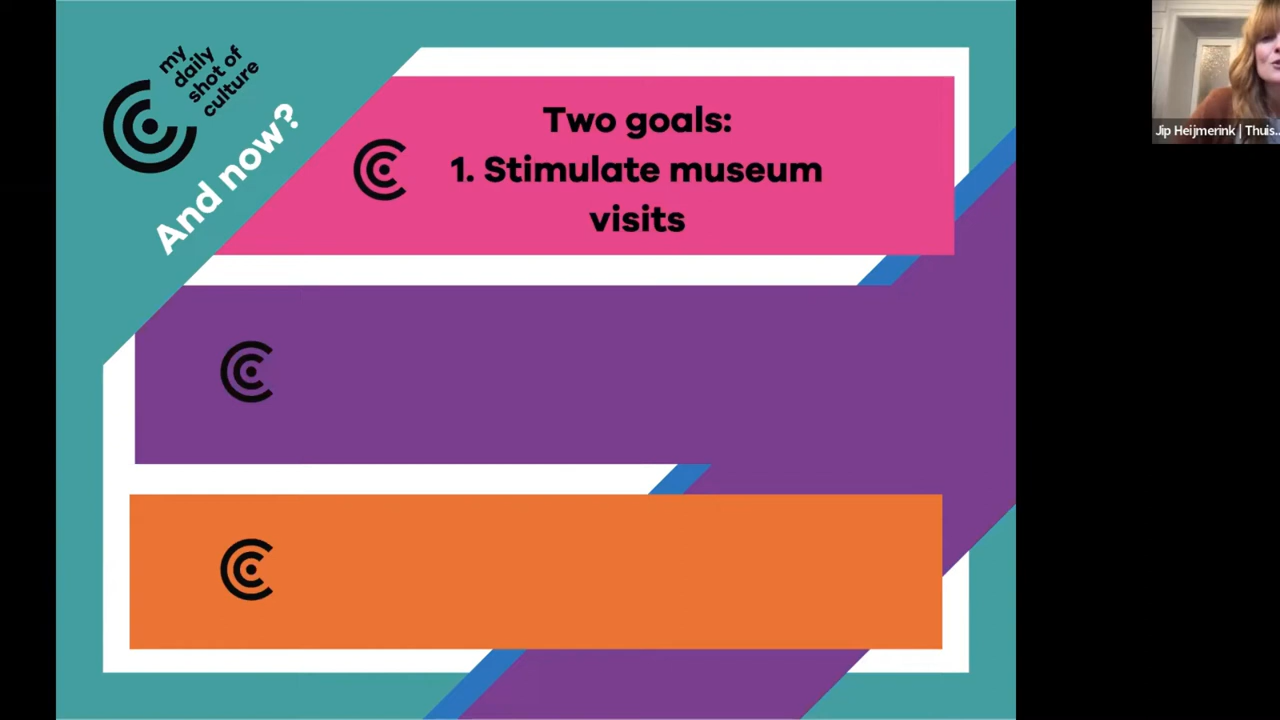 my
daily
shot of
culture
And now?
Two goals:
1. Stimulate museum
visits
Jip Heijmerink | Thuis...